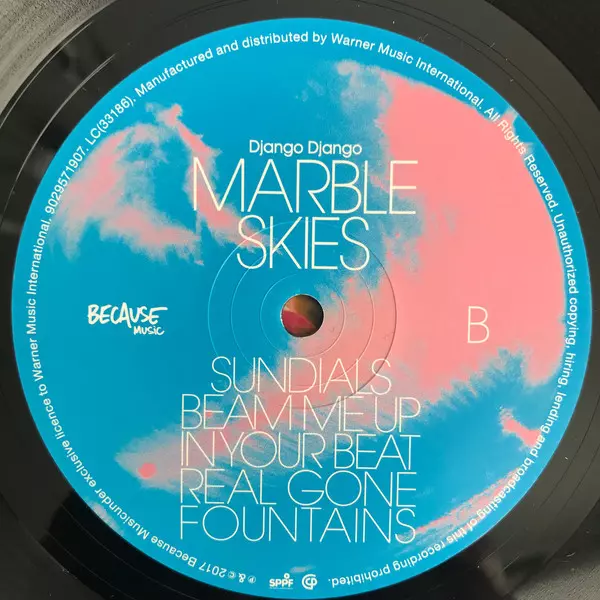 Django Django
MARBLE
SKIES
BECAUSE
MUSIC
B
SUNDIALS
BEAM ME UP
IN YOUR BEAT
REAL GONE
FOUNTAINS
℗ & © 2017 Because Musicunder exclusive licence to Warner Music International. 9029571907. LC(33186). Manufactured and distributed by Warner Music International. All Rights Reserved. Unauthorized copying, hiring, lending and broadcasting of this recording prohibited.
SPPF